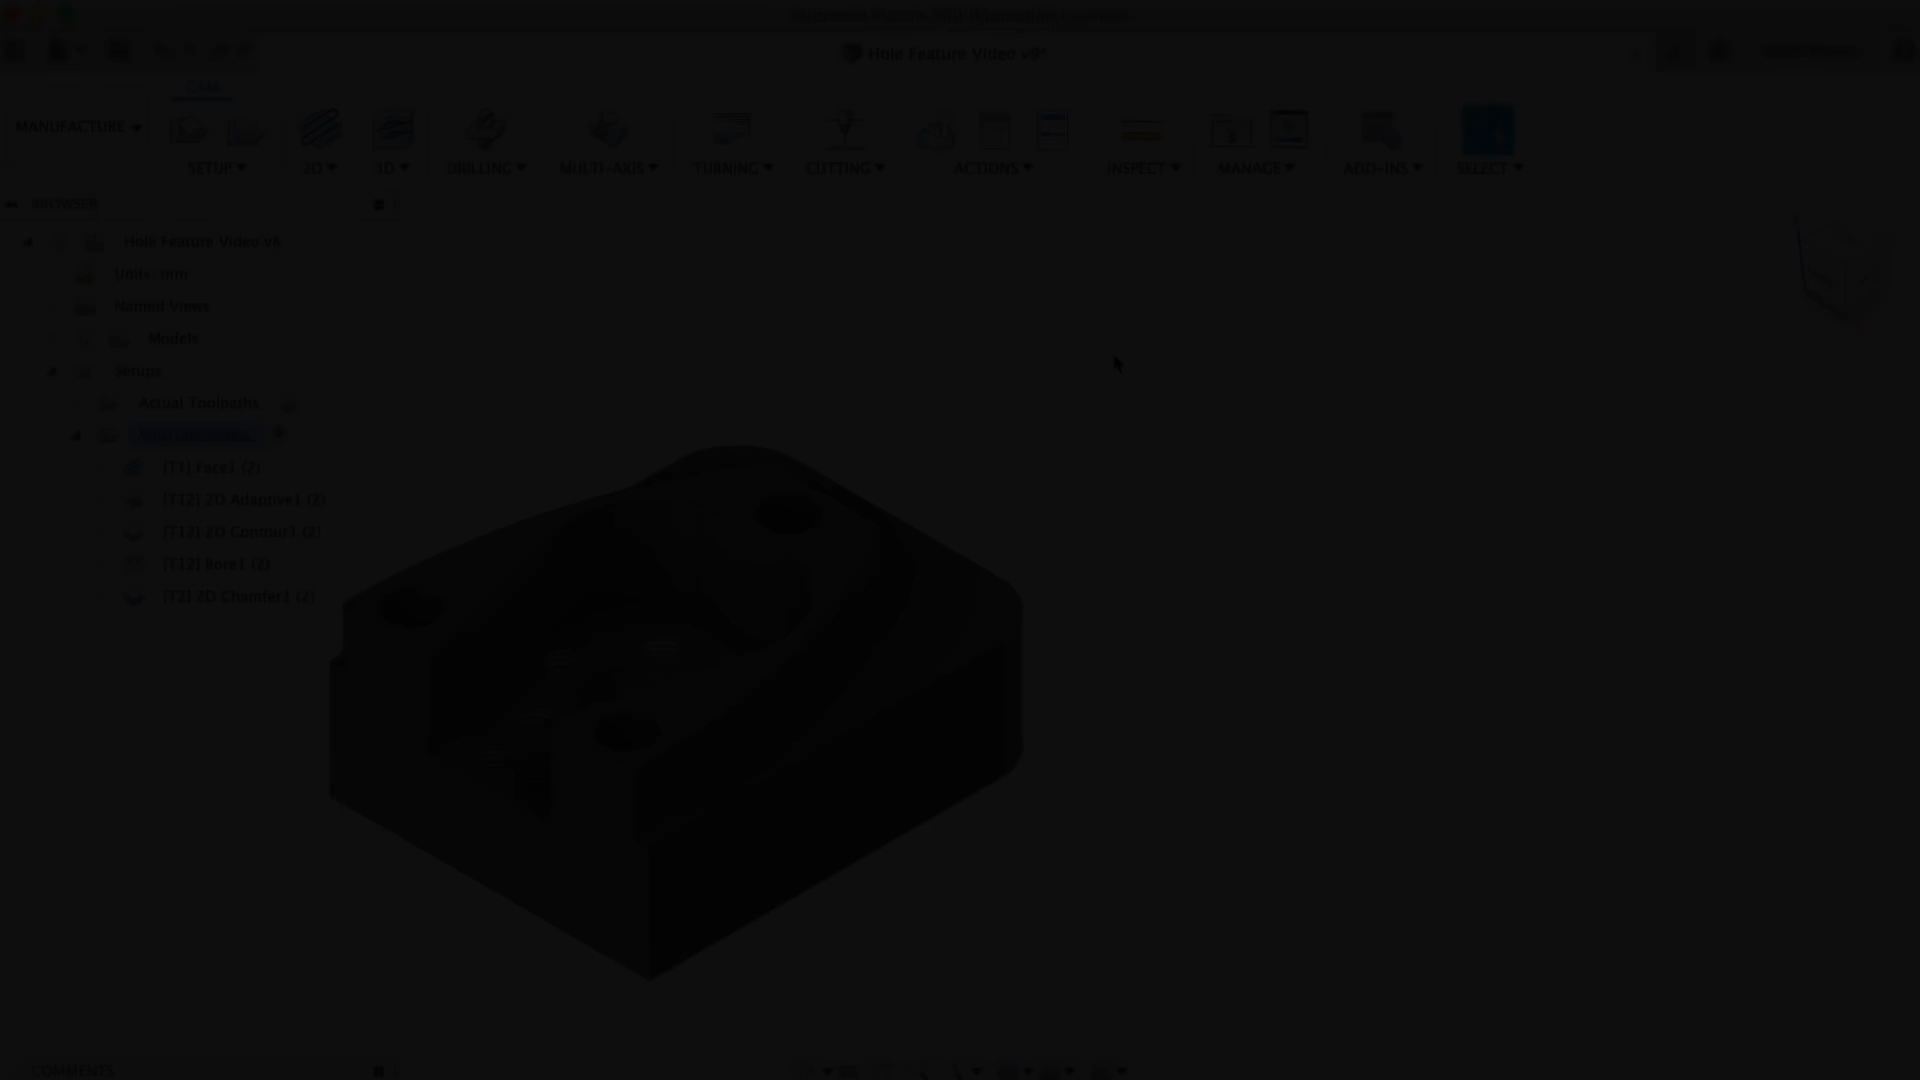 Hole Feature Video v8*
CAM
MANUFACTURE
SETUP
2D
3D
DRILLING
MULTI-AXIS
TURNING
CUTTING
ACTIONS
INSPECT
MANAGE
ADD-INS
SELECT
BROWSER
Hole Feature Video v8
Units: mm
Named Views
Models
Setups
Actual Toolpaths
[T1] Face1 (2)
[T12] 2D Adaptive1 (2)
2D Contour1 (2)
[T12] Bore1 (2)
[T2] 2D Chamfer1 (2)
COMMENTS